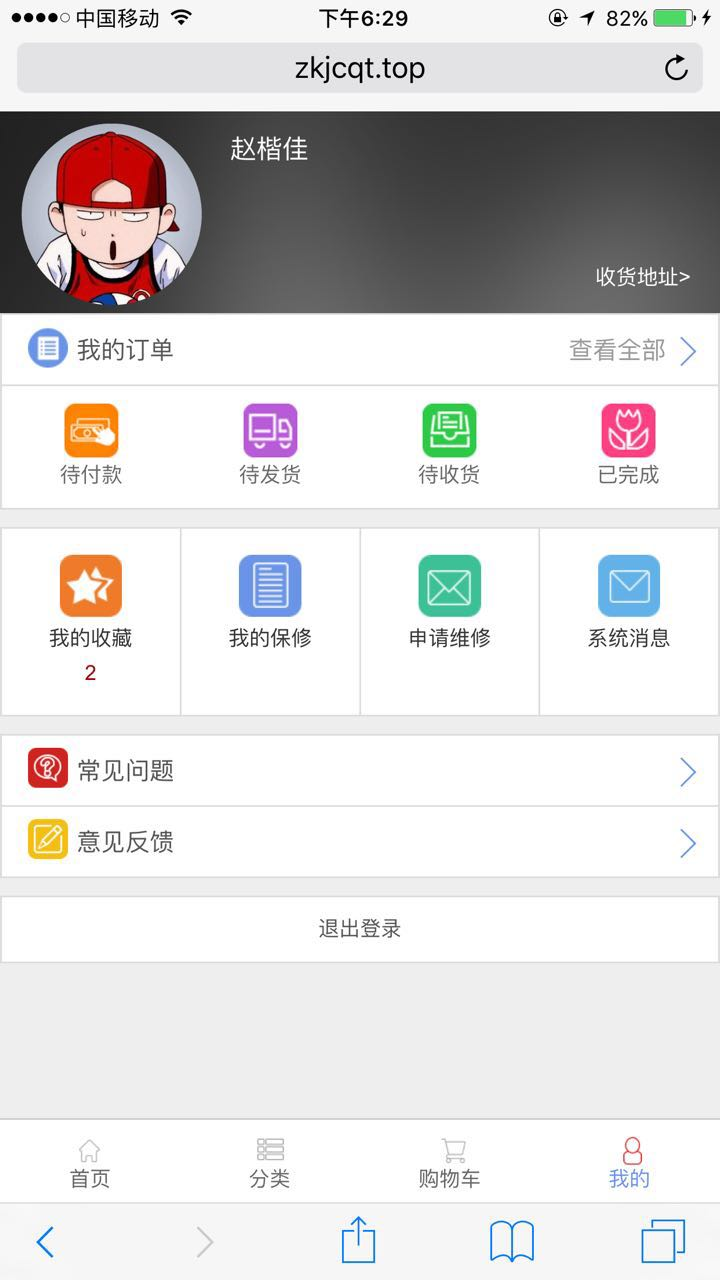 中国移动 下午6:29 82%
zkjcqt.top
赵楷佳
收货地址>
我的订单 查看全部
待付款 待发货 待收货 已完成
我的收藏 我的保修 申请维修 系统消息
2
常见问题
意见反馈
退出登录
首页 分类 购物车 我的